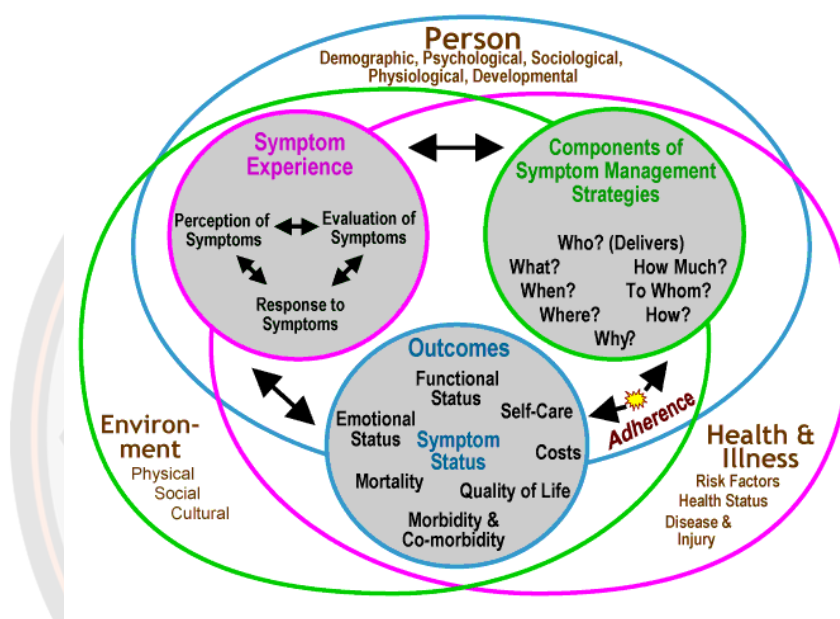 Person
Demographic, Psychological, Sociological,
Physiological, Developmental
Symptom
Experience
Perception of
Symptoms
Evaluation of
Symptoms
Response to
Symptoms
Components of
Symptom Management
Strategies
Who? (Delivers)
What?
How Much?
When?
To Whom?
Where?
How?
Why?
Outcomes
Functional
Status
Self-Care
Emotional
Status
Symptom
Status
Costs
Mortality
Quality of Life
Morbidity &
Co-morbidity
Adherence
Environ-
ment
Physical
Social
Cultural
Health &
Illness
Risk Factors
Health Status
Disease &
Injury